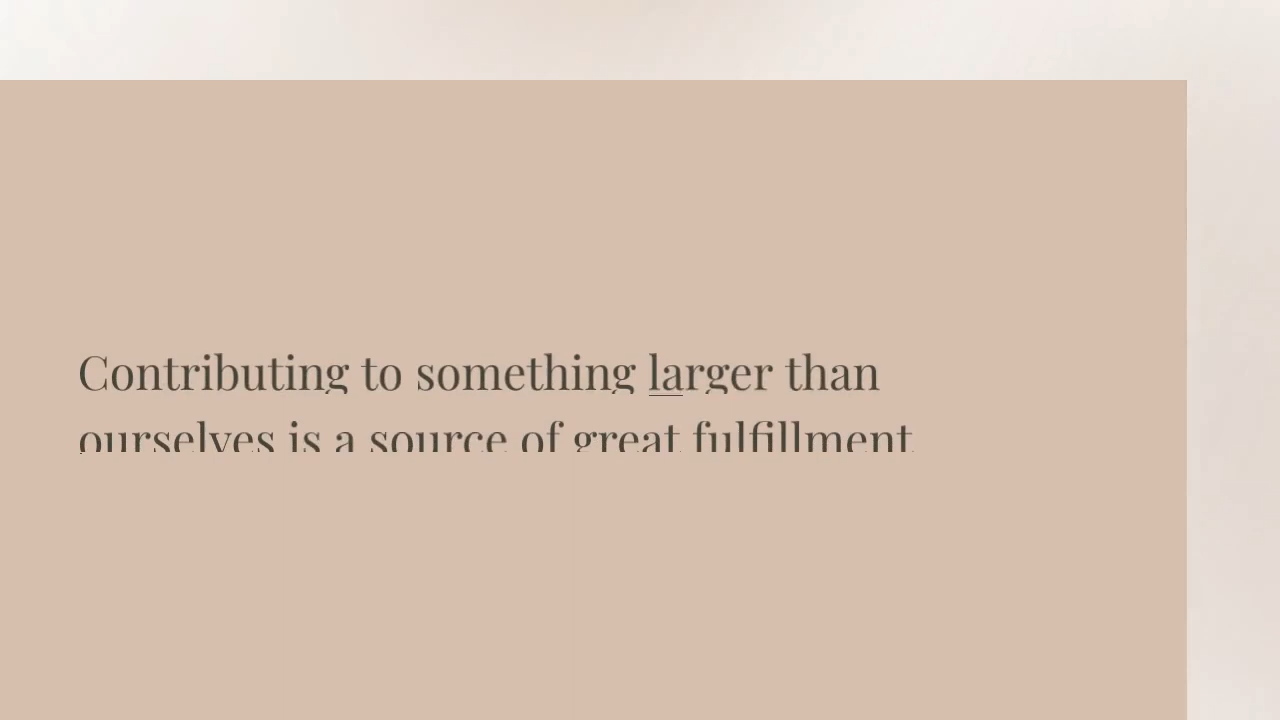 Contributing to something larger than
ourselves is a source of great fulfillment